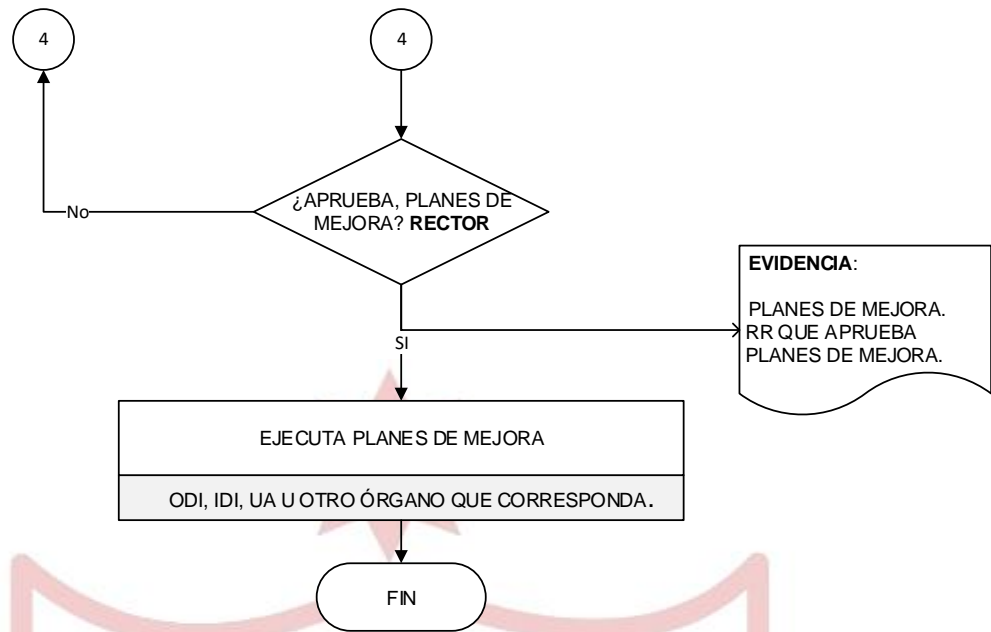 4
4
¿APRUEBA, PLANES DE
MEJORA? RECTOR
No
EVIDENCIA:
PLANES DE MEJORA.
RR QUE APRUEBA
PLANES DE MEJORA.
SI
EJECUTA PLANES DE MEJORA
ODI, IDI, UA U OTRO ÓRGANO QUE CORRESPONDA.
FIN